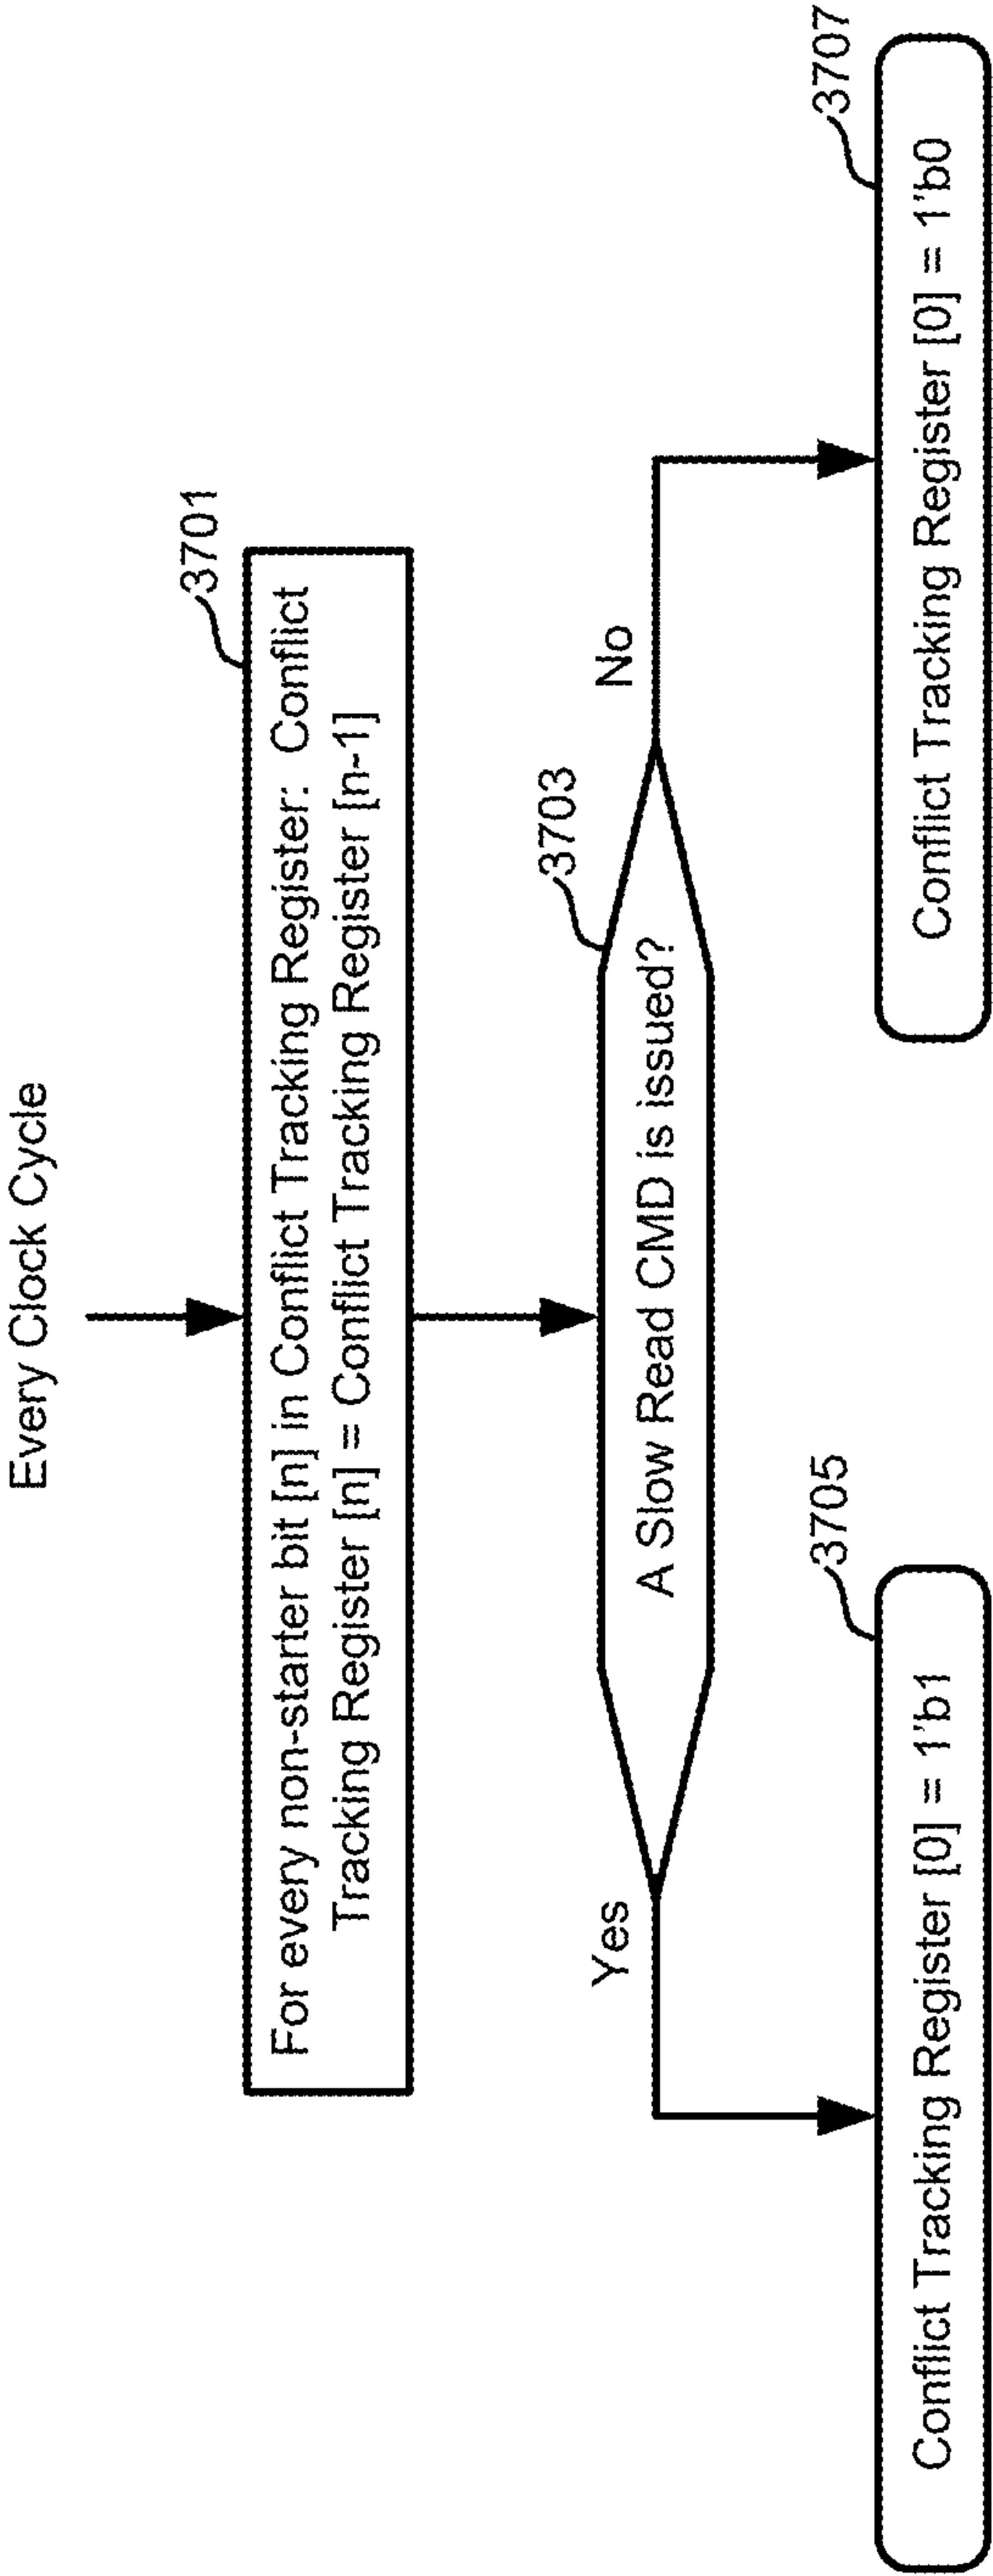 Every Clock Cycle
3701
For every non-starter bit [n] in Conflict Tracking Register: Conflict
Tracking Register [n] = Conflict Tracking Register [n-1]
3703
A Slow Read CMD is issued?
Yes
No
3705
Conflict Tracking Register [0] = 1'b1
3707
Conflict Tracking Register [0] = 1'b0